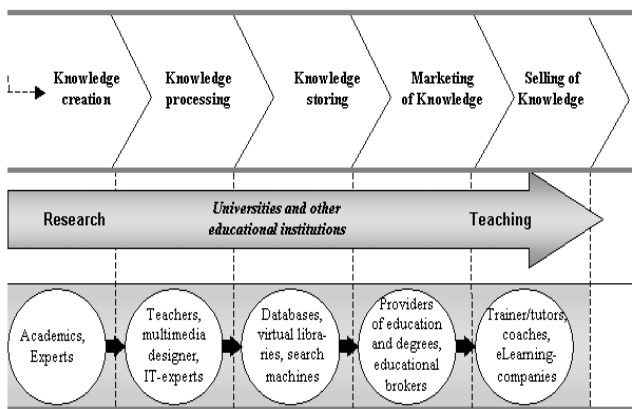 Knowledge
creation
Knowledge
processing
Knowledge
storing
Marketing
of Knowledge
Selling of
Knowledge
Research
Universities and other
educational institutions
Teaching
Academics,
Experts
Teachers,
multimedia
designer,
IT-experts
Databases,
virtual libra-
ries, search
machines
Providers
of education
and degrees,
educational
brokers
Trainer/tutors,
coaches,
eLearning-
companies